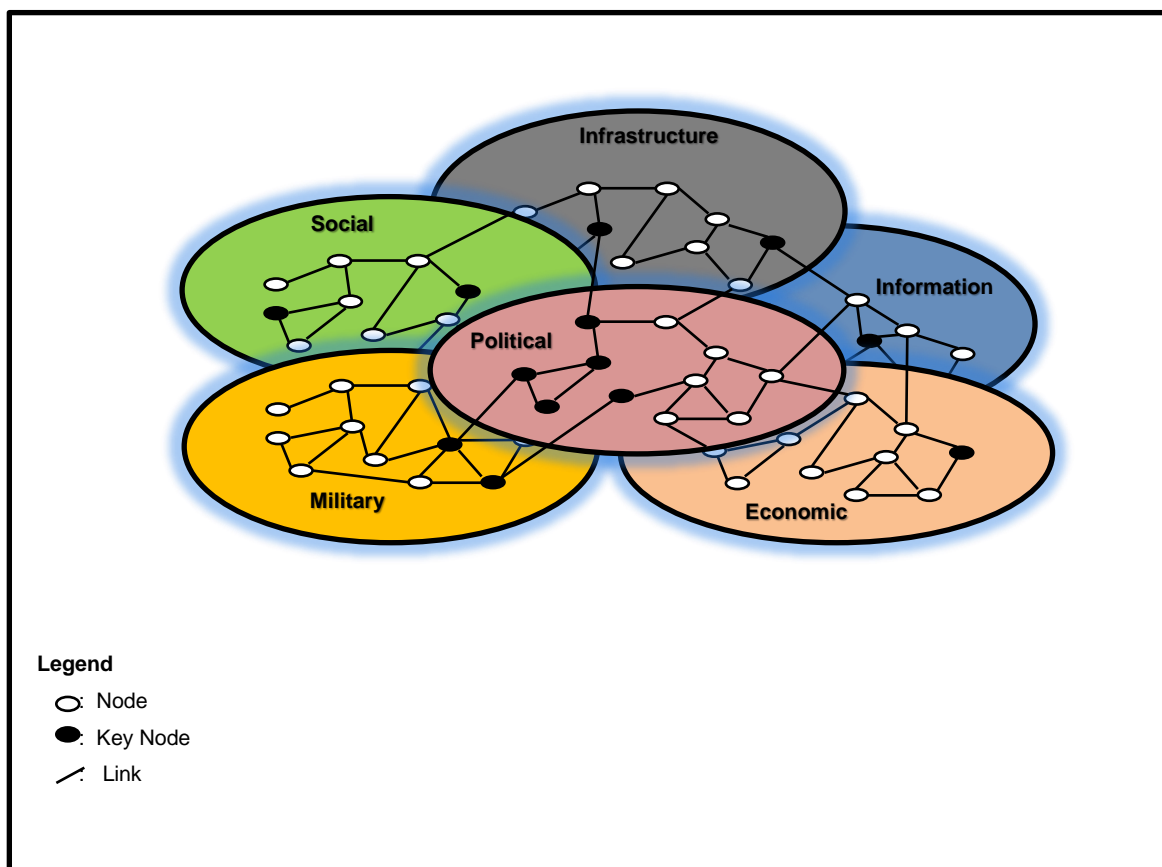 Infrastructure
Social
Information
Political
Military
Economic
Legend
: Node
: Key Node
: Link